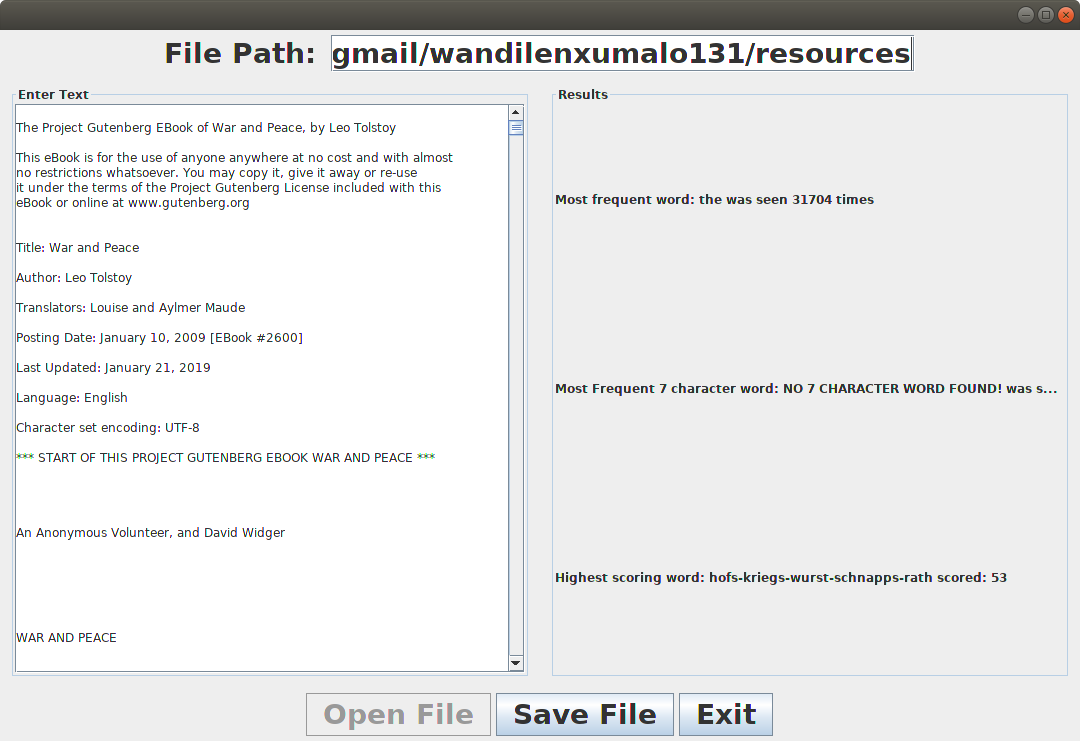 File Path: gmail/wandilenxumalo131/resources
Enter Text
The Project Gutenberg EBook of War and Peace, by Leo Tolstoy
This eBook is for the use of anyone anywhere at no cost and with almost
no restrictions whatsoever. You may copy it, give it away or re-use
it under the terms of the Project Gutenberg License included with this
eBook or online at www.gutenberg.org
Title: War and Peace
Author: Leo Tolstoy
Translators: Louise and Aylmer Maude
Posting Date: January 10, 2009 [EBook #2600]
Last Updated: January 21, 2019
Language: English
Character set encoding: UTF-8
*** START OF THIS PROJECT GUTENBERG EBOOK WAR AND PEACE ***
An Anonymous Volunteer, and David Widger
WAR AND PEACE
Results
Most frequent word: the was seen 31704 times
Most Frequent 7 character word: NO 7 CHARACTER WORD FOUND! was s...
Highest scoring word: hofs-kriegs-wurst-schnapps-rath scored: 53
Open File Save File Exit